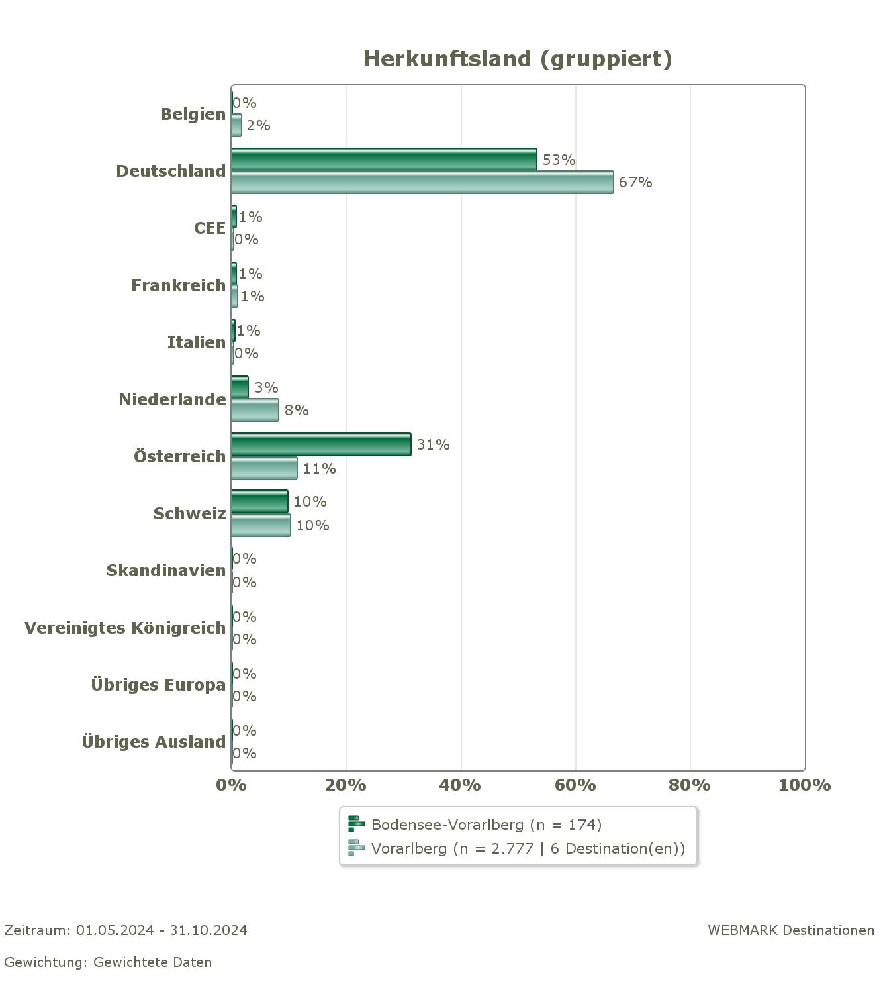 Herkunftsland (gruppiert)
Belgien
0%
2%
Deutschland
53%
67%
CEE
1%
0%
Frankreich
1%
1%
Italien
1%
0%
Niederlande
3%
8%
Österreich
31%
11%
Schweiz
10%
10%
Skandinavien
0%
0%
Vereinigtes Königreich
0%
0%
Übriges Europa
0%
0%
Übriges Ausland
0%
0%
0% 20% 40% 60% 80% 100%
Bodensee-Vorarlberg (n = 174)
Vorarlberg (n = 2.777 | 6 Destination(en))
Zeitraum: 01.05.2024 - 31.10.2024 WEBMARK Destinationen
Gewichtung: Gewichtete Daten